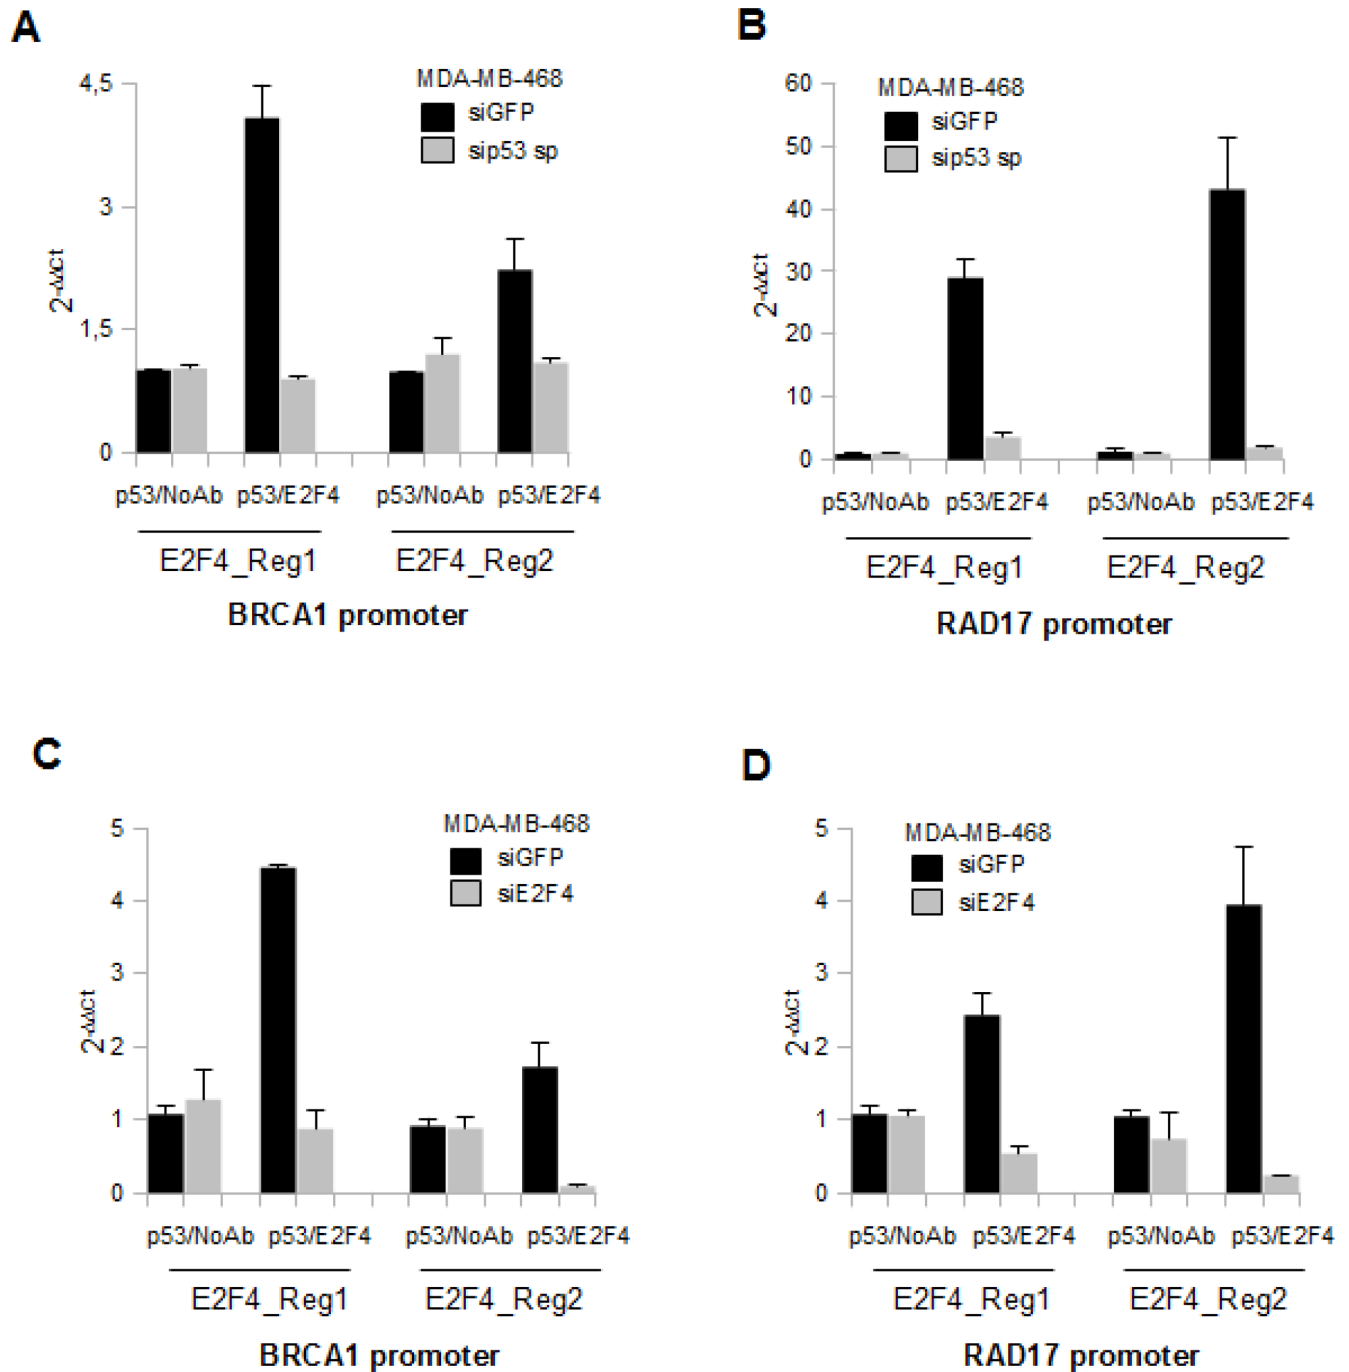 A
4,5
3
1,5
0
2-ΔΔCt
MDA-MB-468
siGFP
sip53 sp
p53/NoAb p53/E2F4 p53/NoAb p53/E2F4
E2F4_Reg1 E2F4_Reg2
BRCA1 promoter
B
60
50
40
30
20
10
0
2-ΔΔCt
MDA-MB-468
siGFP
sip53 sp
p53/NoAb p53/E2F4 p53/NoAb p53/E2F4
E2F4_Reg1 E2F4_Reg2
RAD17 promoter
C
5
4
3
2
1
0
2-ΔΔCt
MDA-MB-468
siGFP
siE2F4
p53/NoAb p53/E2F4 p53/NoAb p53/E2F4
E2F4_Reg1 E2F4_Reg2
BRCA1 promoter
D
5
4
3
2
1
0
2-ΔΔCt
MDA-MB-468
siGFP
siE2F4
p53/NoAb p53/E2F4 p53/NoAb p53/E2F4
E2F4_Reg1 E2F4_Reg2
RAD17 promoter